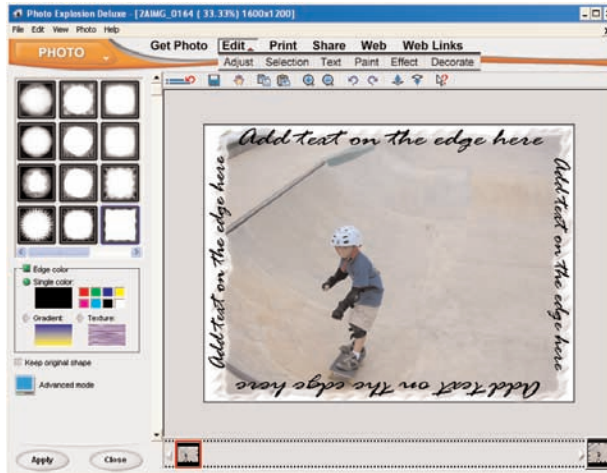 Photo Explosion Deluxe - [2AIMG_0164 ( 33.33%) 1600x1200]
File Edit View Photo Help
PHOTO
Get Photo Edit Print Share Web Web Links
Adjust Selection Text Paint Effect Decorate
Add text on the edge here
Add text on the edge here
Add text on the edge here
Add text on the edge here
Edge color
Single color:
Gradient: Texture:
Keep original shape
Advanced mode
Apply Close